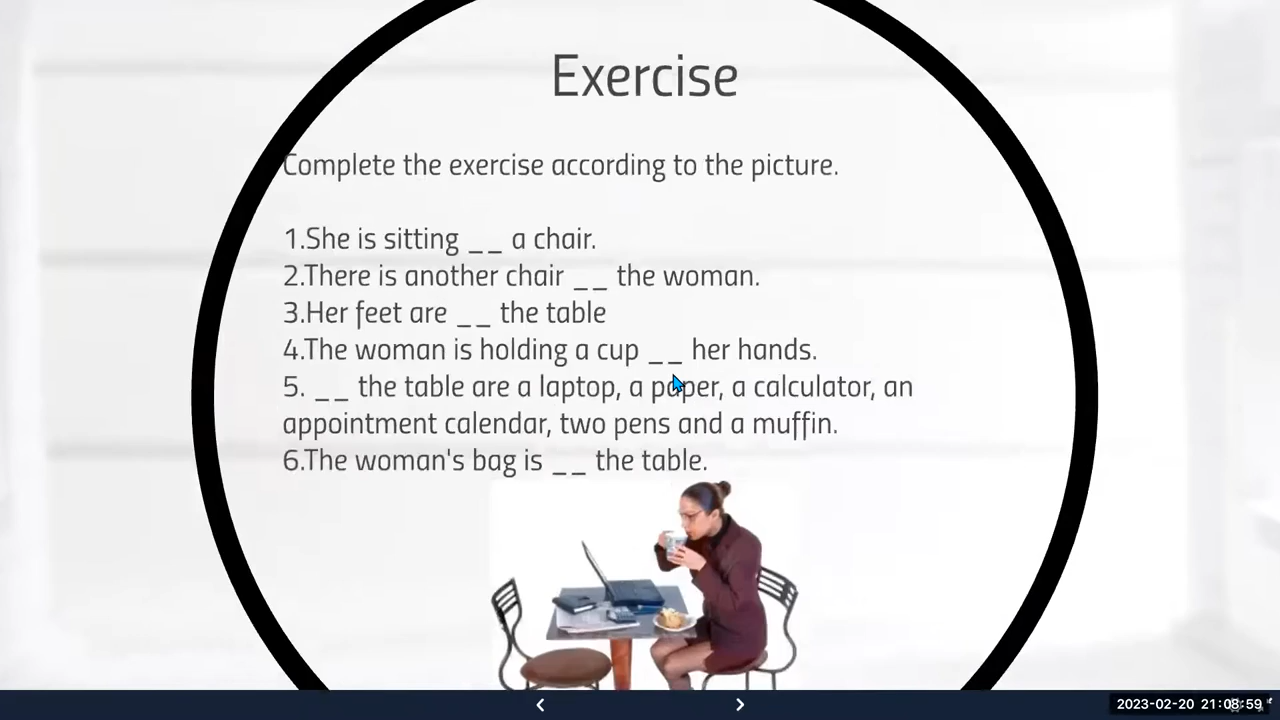 Exercise
Complete the exercise according to the picture.
1.She is sitting __ a chair.
2.There is another chair __ the woman.
3.Her feet are __ the table
4.The woman is holding a cup __ her hands.
5. __ the table are a laptop, a paper, a calculator, an
appointment calendar, two pens and a muffin.
6.The woman's bag is __ the table.
2023-02-20 21:08:59